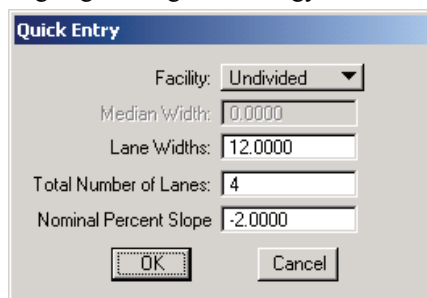 Quick Entry
Facility: Undivided
Median Width: 0.0000
Lane Widths: 12.0000
Total Number of Lanes: 4
Nominal Percent Slope -2.0000
OK Cancel